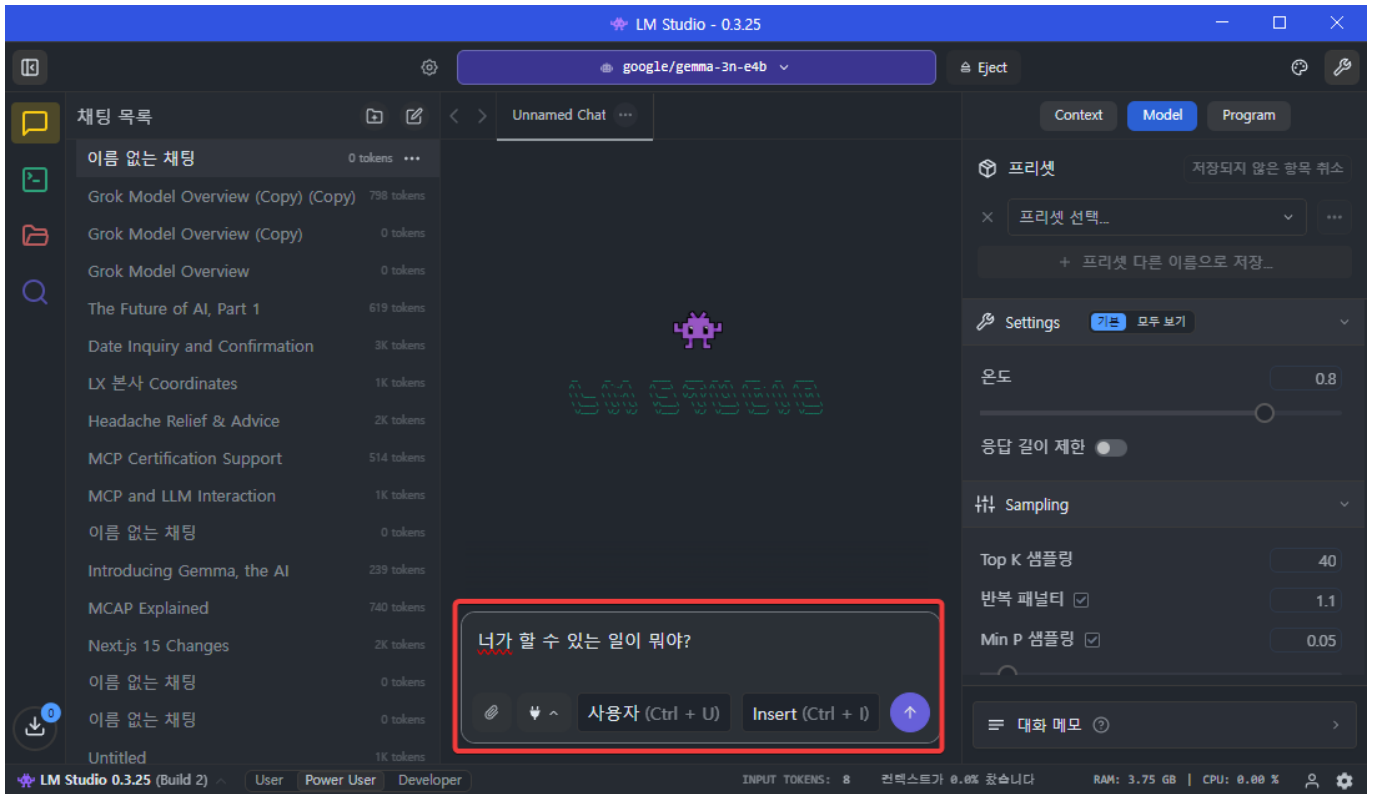 LM Studio - 0.3.25
google/gemma-3n-e4b
Eject
채팅 목록
이름 없는 채팅 0 tokens
Grok Model Overview (Copy) (Copy) 798 tokens
Grok Model Overview (Copy) 0 tokens
Grok Model Overview 0 tokens
The Future of AI, Part 1 619 tokens
Date Inquiry and Confirmation 3K tokens
LX 본사 Coordinates 1K tokens
Headache Relief & Advice 2K tokens
MCP Certification Support 514 tokens
MCP and LLM Interaction 1K tokens
이름 없는 채팅 0 tokens
Introducing Gemma, the AI 239 tokens
MCAP Explained 740 tokens
Next.js 15 Changes 2K tokens
이름 없는 채팅 0 tokens
이름 없는 채팅 0 tokens
Untitled 1K tokens
0
Unnamed Chat
LM STUDIO
너가 할 수 있는 일이 뭐야?
사용자 (Ctrl + U) Insert (Ctrl + I)
Context Model Program
프리셋 저장되지 않은 항목 취소
프리셋 선택...
+ 프리셋 다른 이름으로 저장...
Settings 기본 모두 보기
온도 0.8
응답 길이 제한
Sampling
Top K 샘플링 40
반복 패널티 1.1
Min P 샘플링 0.05
대화 메모
LM Studio 0.3.25 (Build 2) User Power User Developer INPUT TOKENS: 8 컨텍스트가 0.0% 찼습니다 RAM: 3.75 GB | CPU: 0.00 %